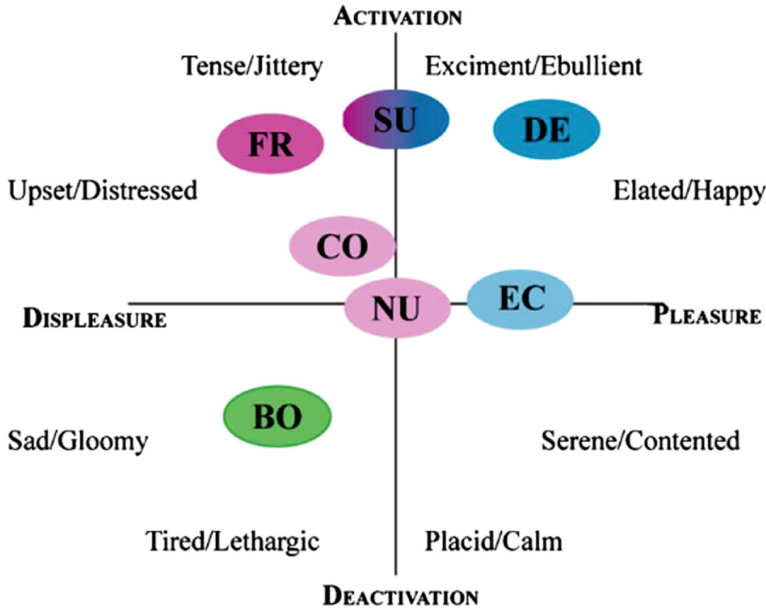 ACTIVATION
Tense/Jittery
Exciment/Ebullient
SU
FR
DE
Upset/Distressed
Elated/Happy
CO
NU
EC
DISPLEASURE
PLEASURE
BO
Sad/Gloomy
Serene/Contented
Tired/Lethargic
Placid/Calm
DEACTIVATION